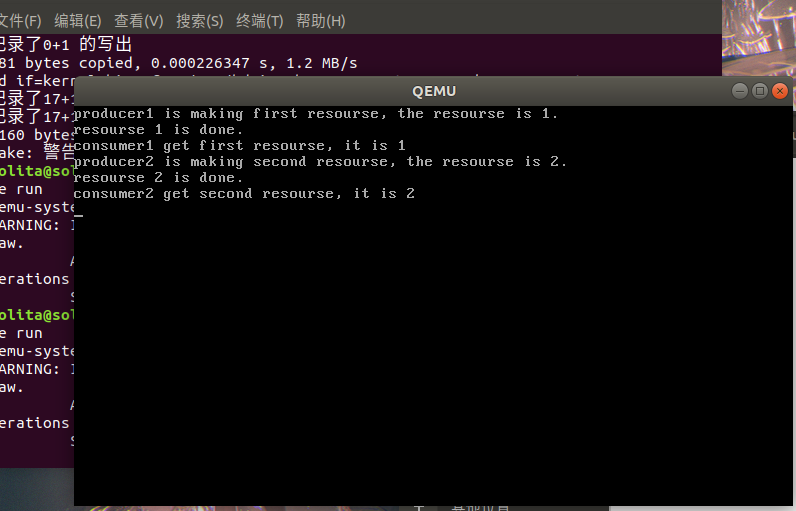 文件(F) 编辑(E) 查看(V) 搜索(S) 终端(T) 帮助(H)
记录了0+1 的写出
81 bytes copied, 0.000226347 s, 1.2 MB/s
QEMU
记录了17+1
记录了17+1
160 bytes
ake: 警告
solita@sol
e run
emu-syste
ARNING: I
aw.
erations
solita@sol
e run
emu-syste
ARNING: I
aw.
erations
producer1 is making first resourse, the resourse is 1.
resourse 1 is done.
consumer1 get first resourse, it is 1
producer2 is making second resourse, the resourse is 2.
resourse 2 is done.
consumer2 get second resourse, it is 2